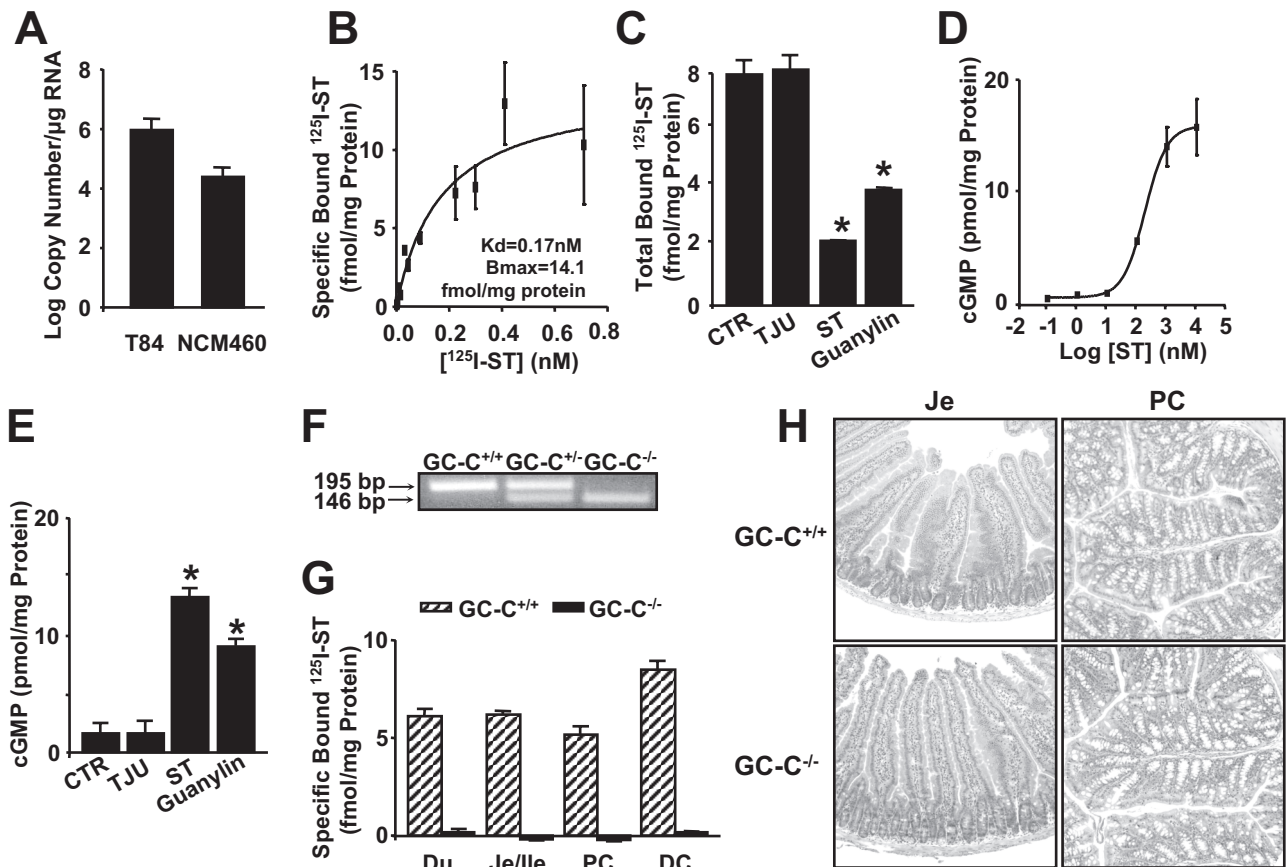 A
Log Copy Number/µg RNA
8
6
4
2
0
T84 NCM460
B
Specific Bound ¹²⁵I-ST
(fmol/mg Protein)
15
10
5
0
Kd=0.17nM
Bmax=14.1
fmol/mg protein
0.0 0.2 0.4 0.6 0.8
[¹²⁵I-ST] (nM)
C
Total Bound ¹²⁵I-ST
(fmol/mg Protein)
8
6
4
2
0
* *
CTR TJU ST Guanylin
D
cGMP (pmol/mg Protein)
20
10
0
-2 -1 0 1 2 3 4 5
Log [ST] (nM)
E
cGMP (pmol/mg Protein)
20
10
0
* *
CTR TJU ST Guanylin
F
GC-C+/+ GC-C+/- GC-C-/-
195 bp
146 bp
G
GC-C+/+ GC-C-/-
Specific Bound ¹²⁵I-ST
(fmol/mg Protein)
10
5
0
Du Je/Ile PC DC
H
Je PC
GC-C+/+
GC-C-/-